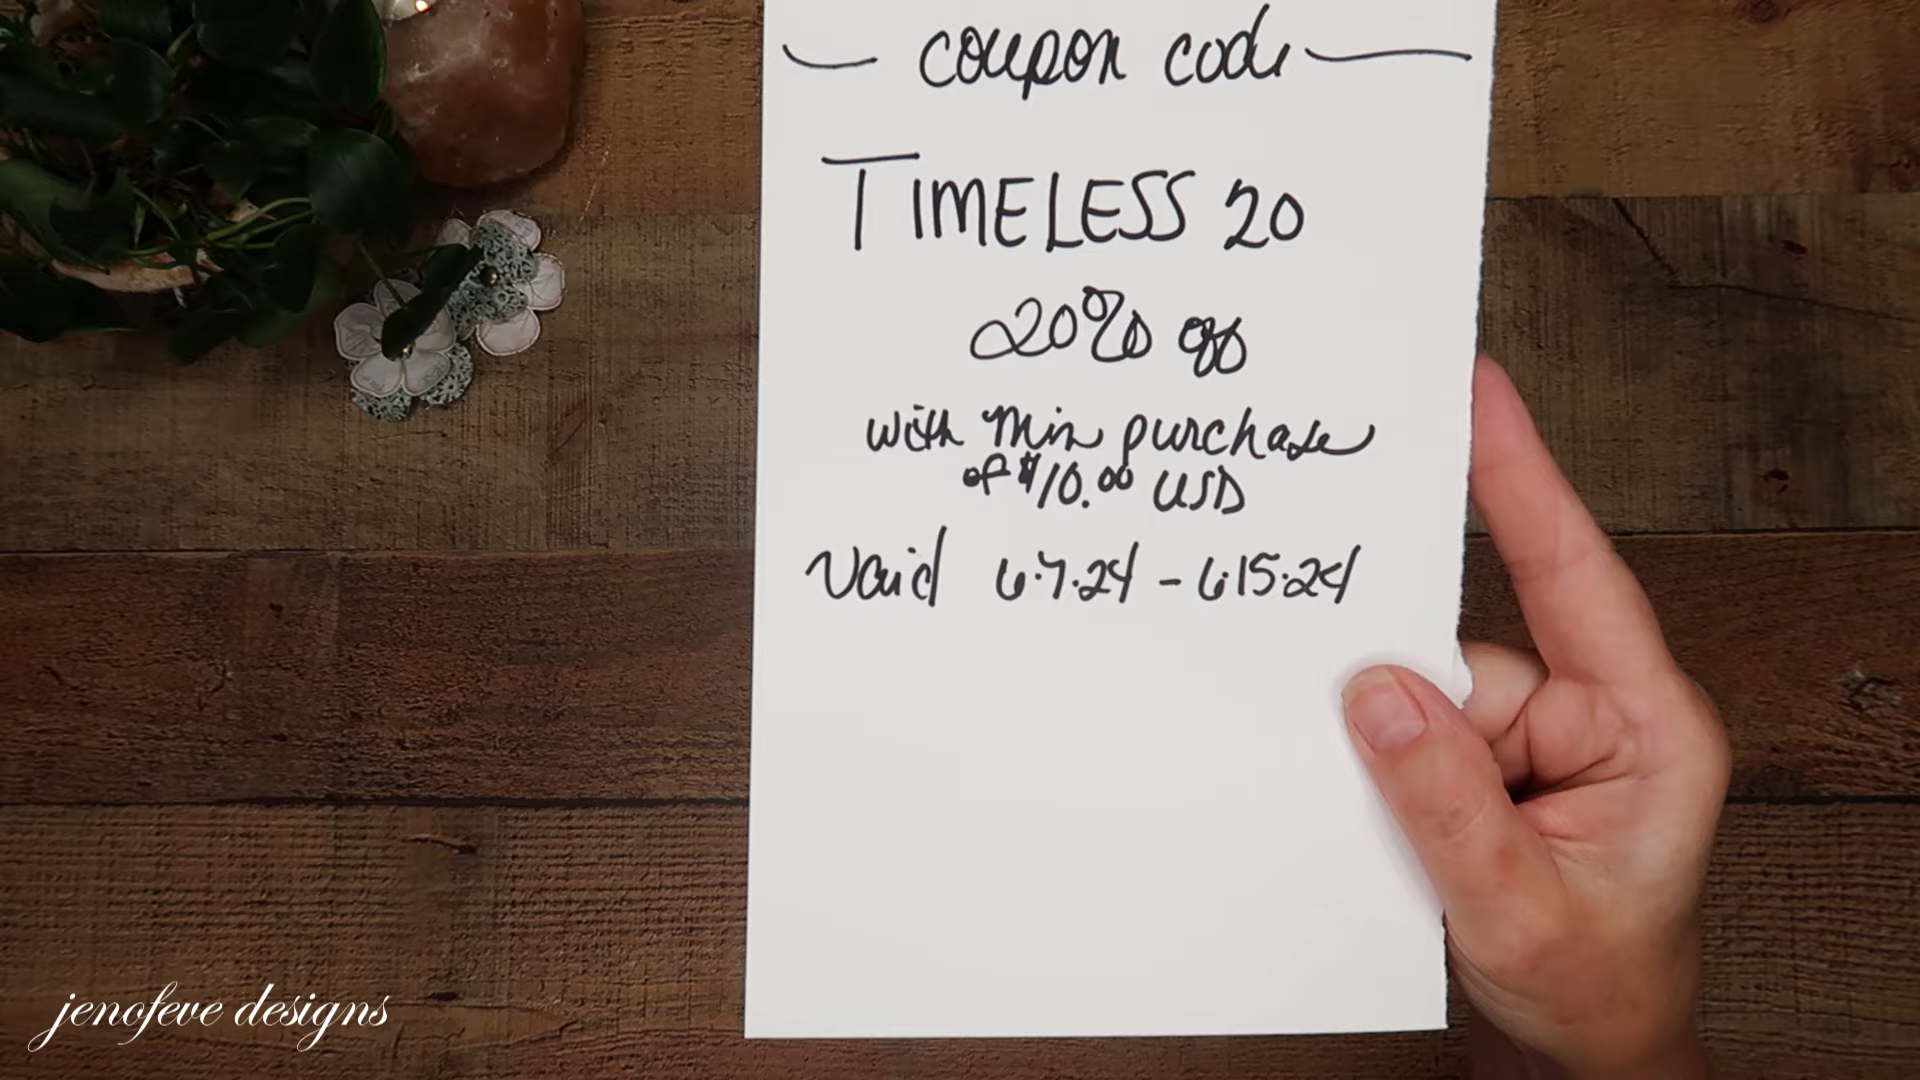 coupon code
TIMELESS 20
20% off
with min purchase
of $10.00 USD
Valid 6.7.24 - 6.15.24
jenofeve designs